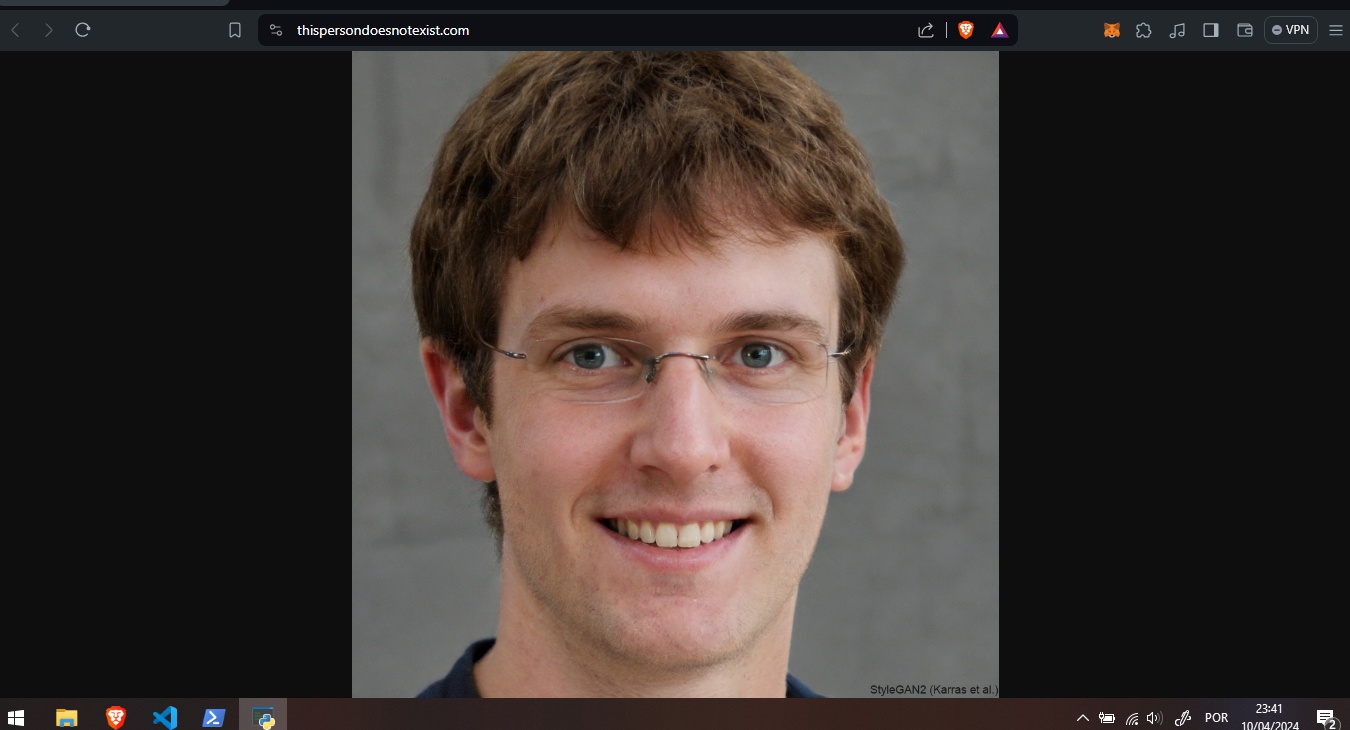 thispersondoesnotexist.com
VPN
StyleGAN2 (Karras et al.)
POR
23:41
10/04/2024
2